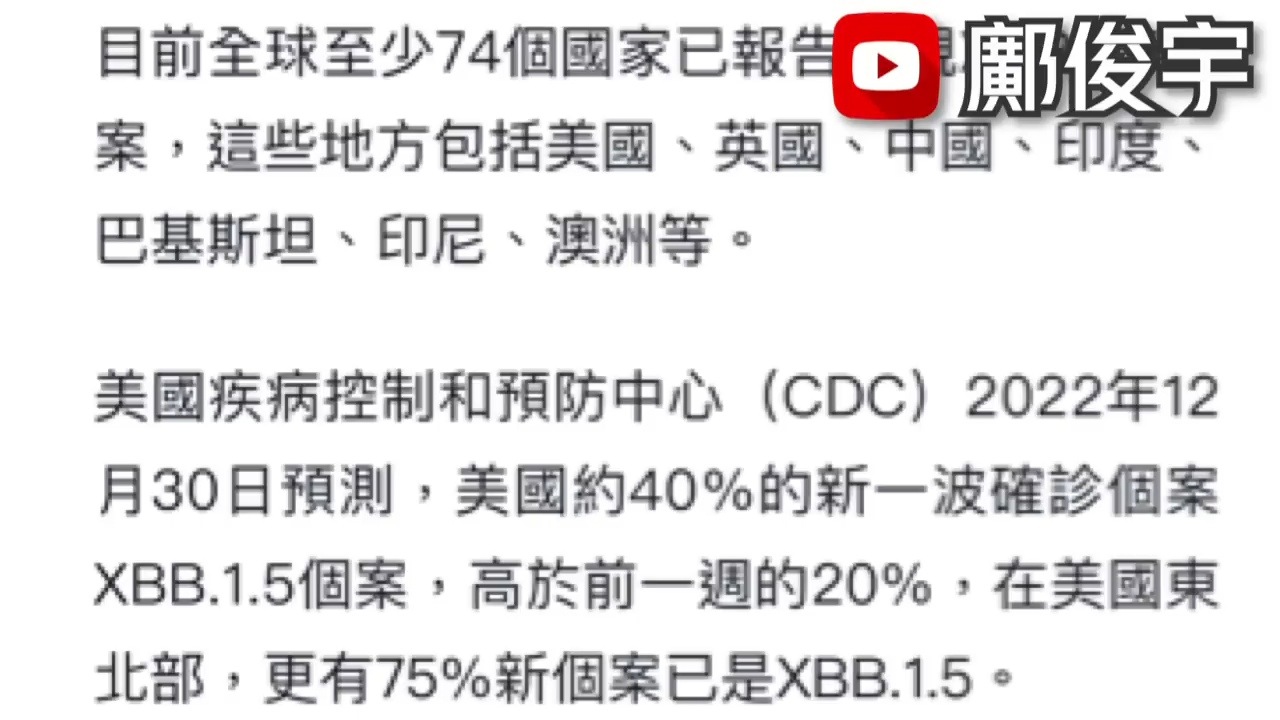 目前全球至少74個國家已報告
鄺俊宇
案，這些地方包括美國、英國、中國、印度、
巴基斯坦、印尼、澳洲等。
美國疾病控制和預防中心（CDC）2022年12
月30日預測，美國約40%的新一波確診個案
XBB.1.5個案，高於前一週的20%，在美國東
北部，更有75%新個案已是XBB.1.5。